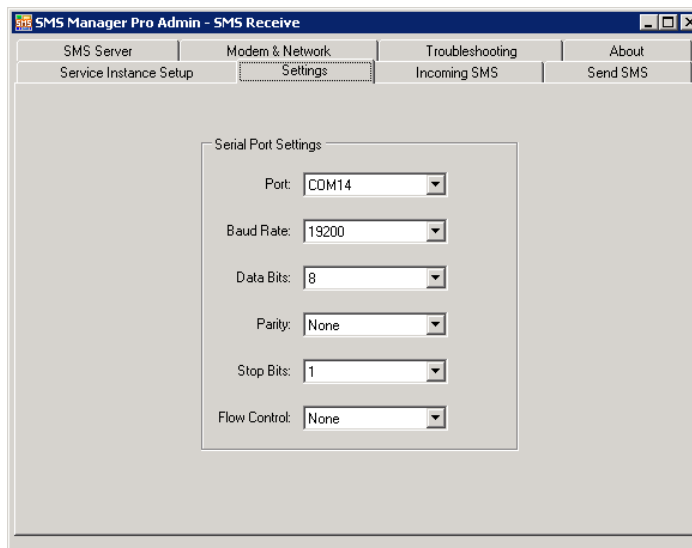 SMS Manager Pro Admin - SMS Receive
SMS Server Modem & Network Troubleshooting About
Service Instance Setup Settings Incoming SMS Send SMS
Serial Port Settings
Port: COM14
Baud Rate: 19200
Data Bits: 8
Parity: None
Stop Bits: 1
Flow Control: None